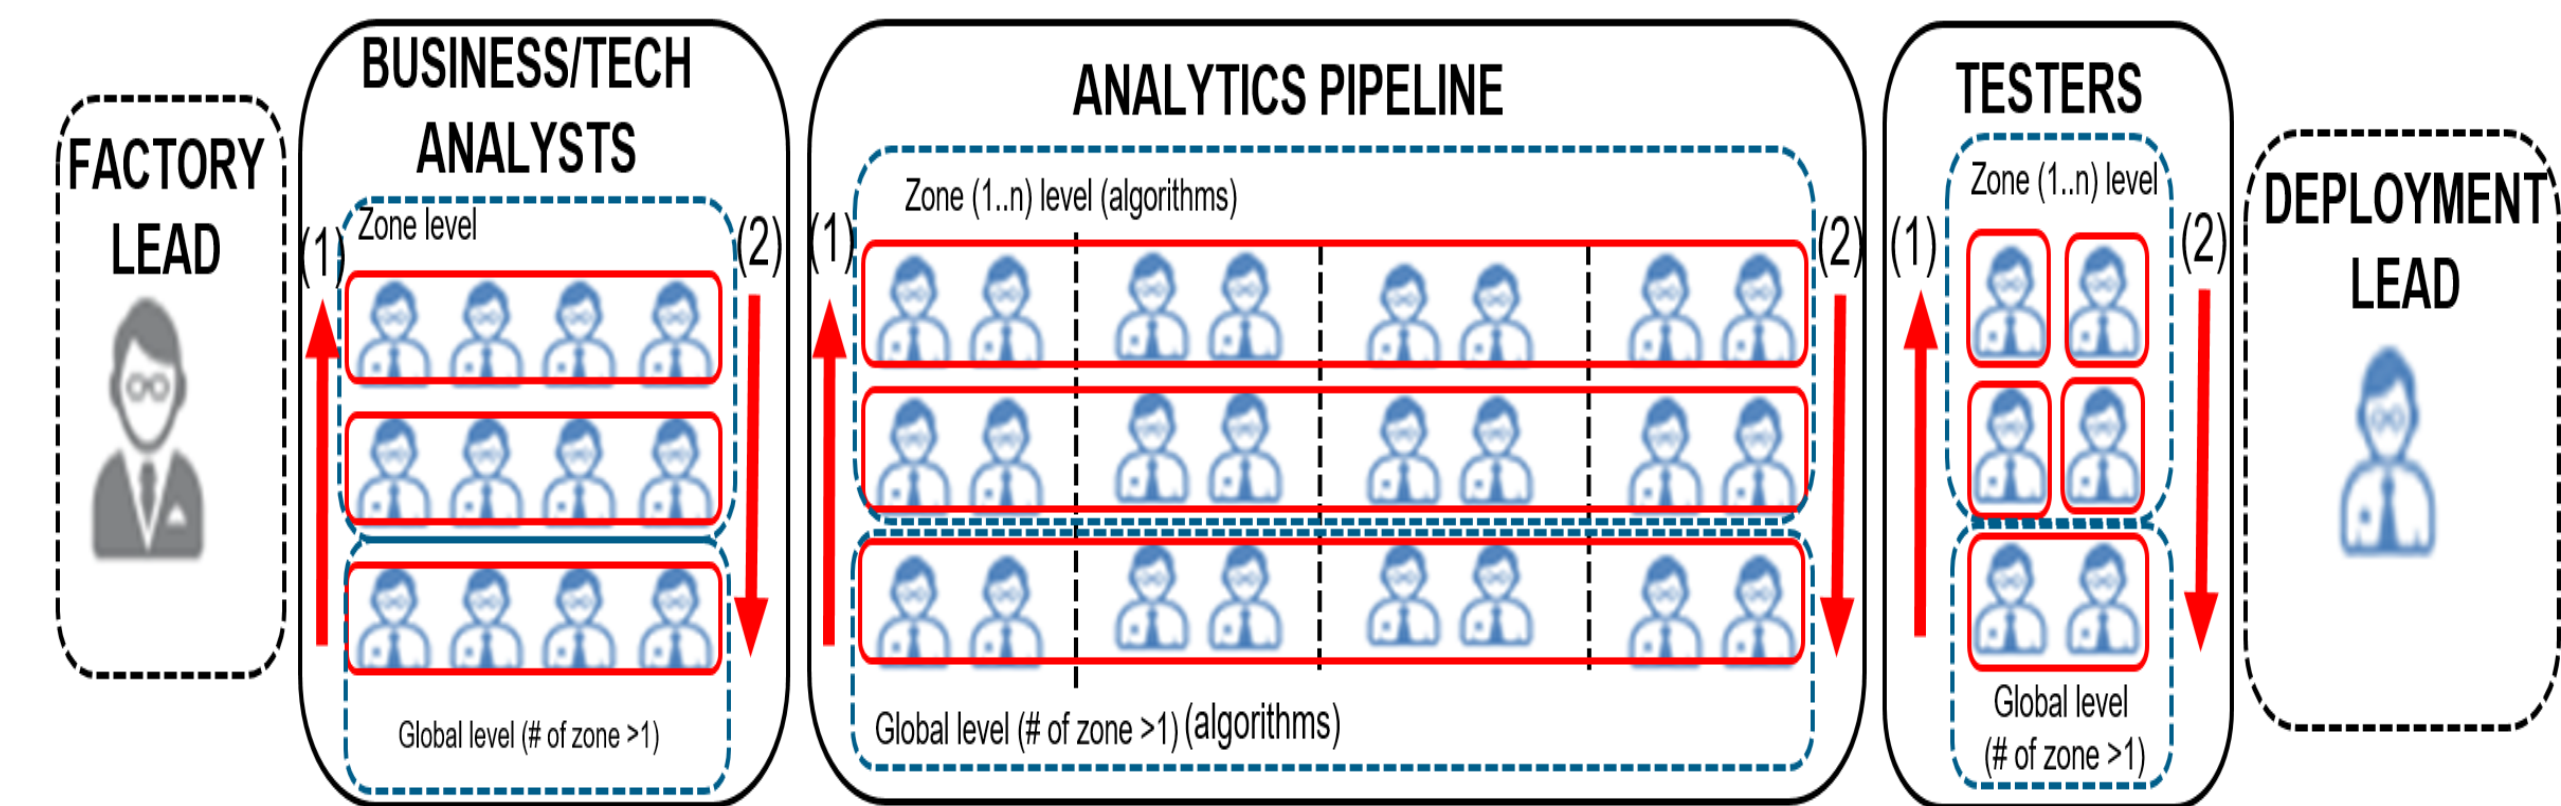 FACTORY
LEAD
BUSINESS/TECH
ANALYSTS
(1)
Zone level
(2)
Global level (# of zone >1)
ANALYTICS PIPELINE
(1)
Zone (1..n) level (algorithms)
(2)
Global level (# of zone >1) (algorithms)
TESTERS
(1)
Zone (1..n) level
(2)
Global level
(# of zone >1)
DEPLOYMENT
LEAD